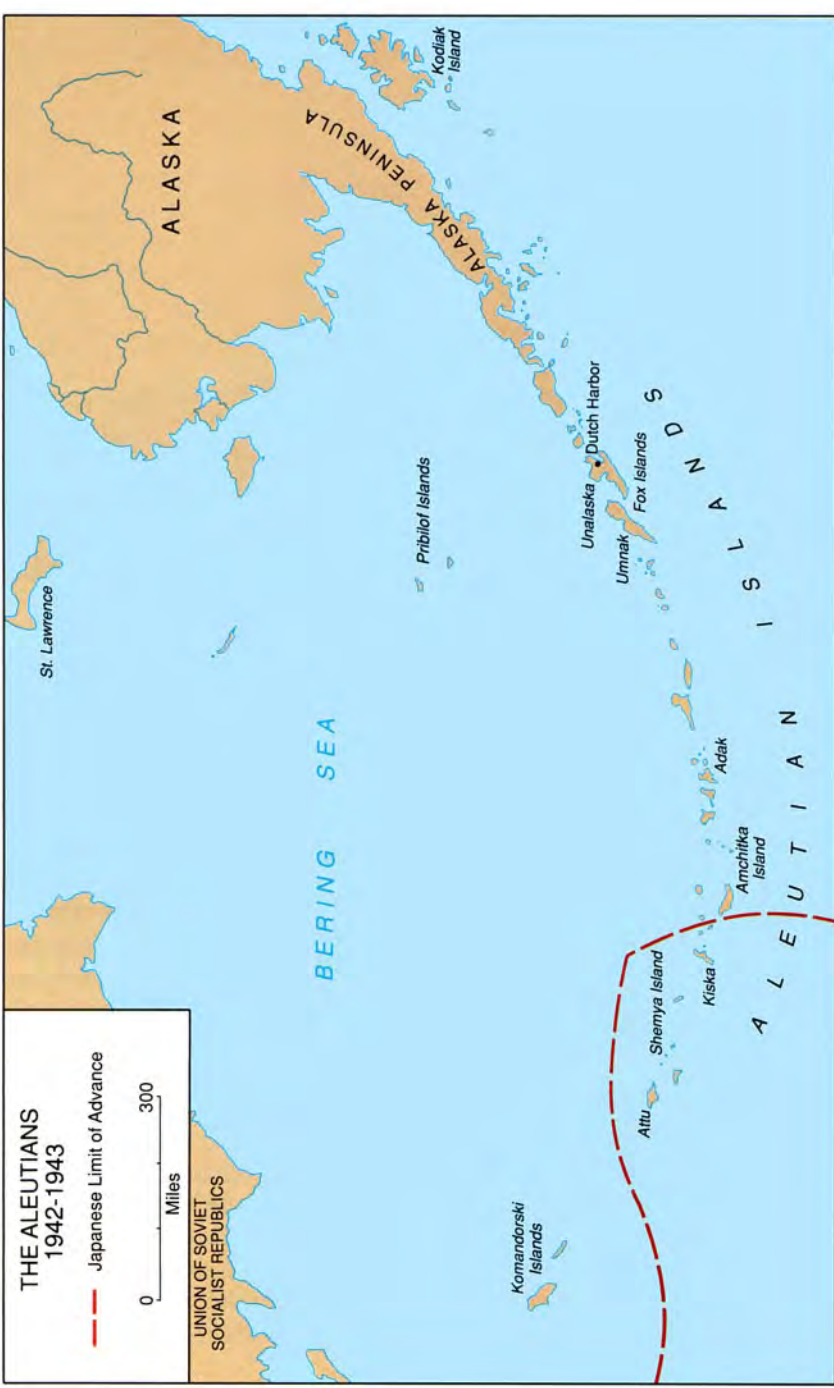 THE ALEUTIANS
1942-1943
Japanese Limit of Advance
0
300
Miles
UNION OF SOVIET
SOCIALIST REPUBLICS
St. Lawrence
ALASKA
ALASKA PENINSULA
Kodiak
Island
BERING SEA
Pribilof Islands
Komandorski
Islands
Attu
Shemya Island
Kiska
Amchitka
Island
Adak
Umnak
Unalaska
Dutch Harbor
Fox Islands
ALEUTIAN ISLANDS